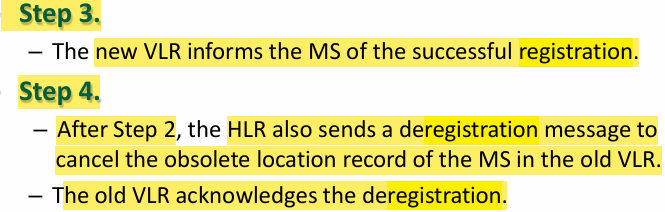 Step 3.
– The new VLR informs the MS of the successful registration.
Step 4.
– After Step 2, the HLR also sends a deregistration message to
cancel the obsolete location record of the MS in the old VLR.
– The old VLR acknowledges the deregistration.